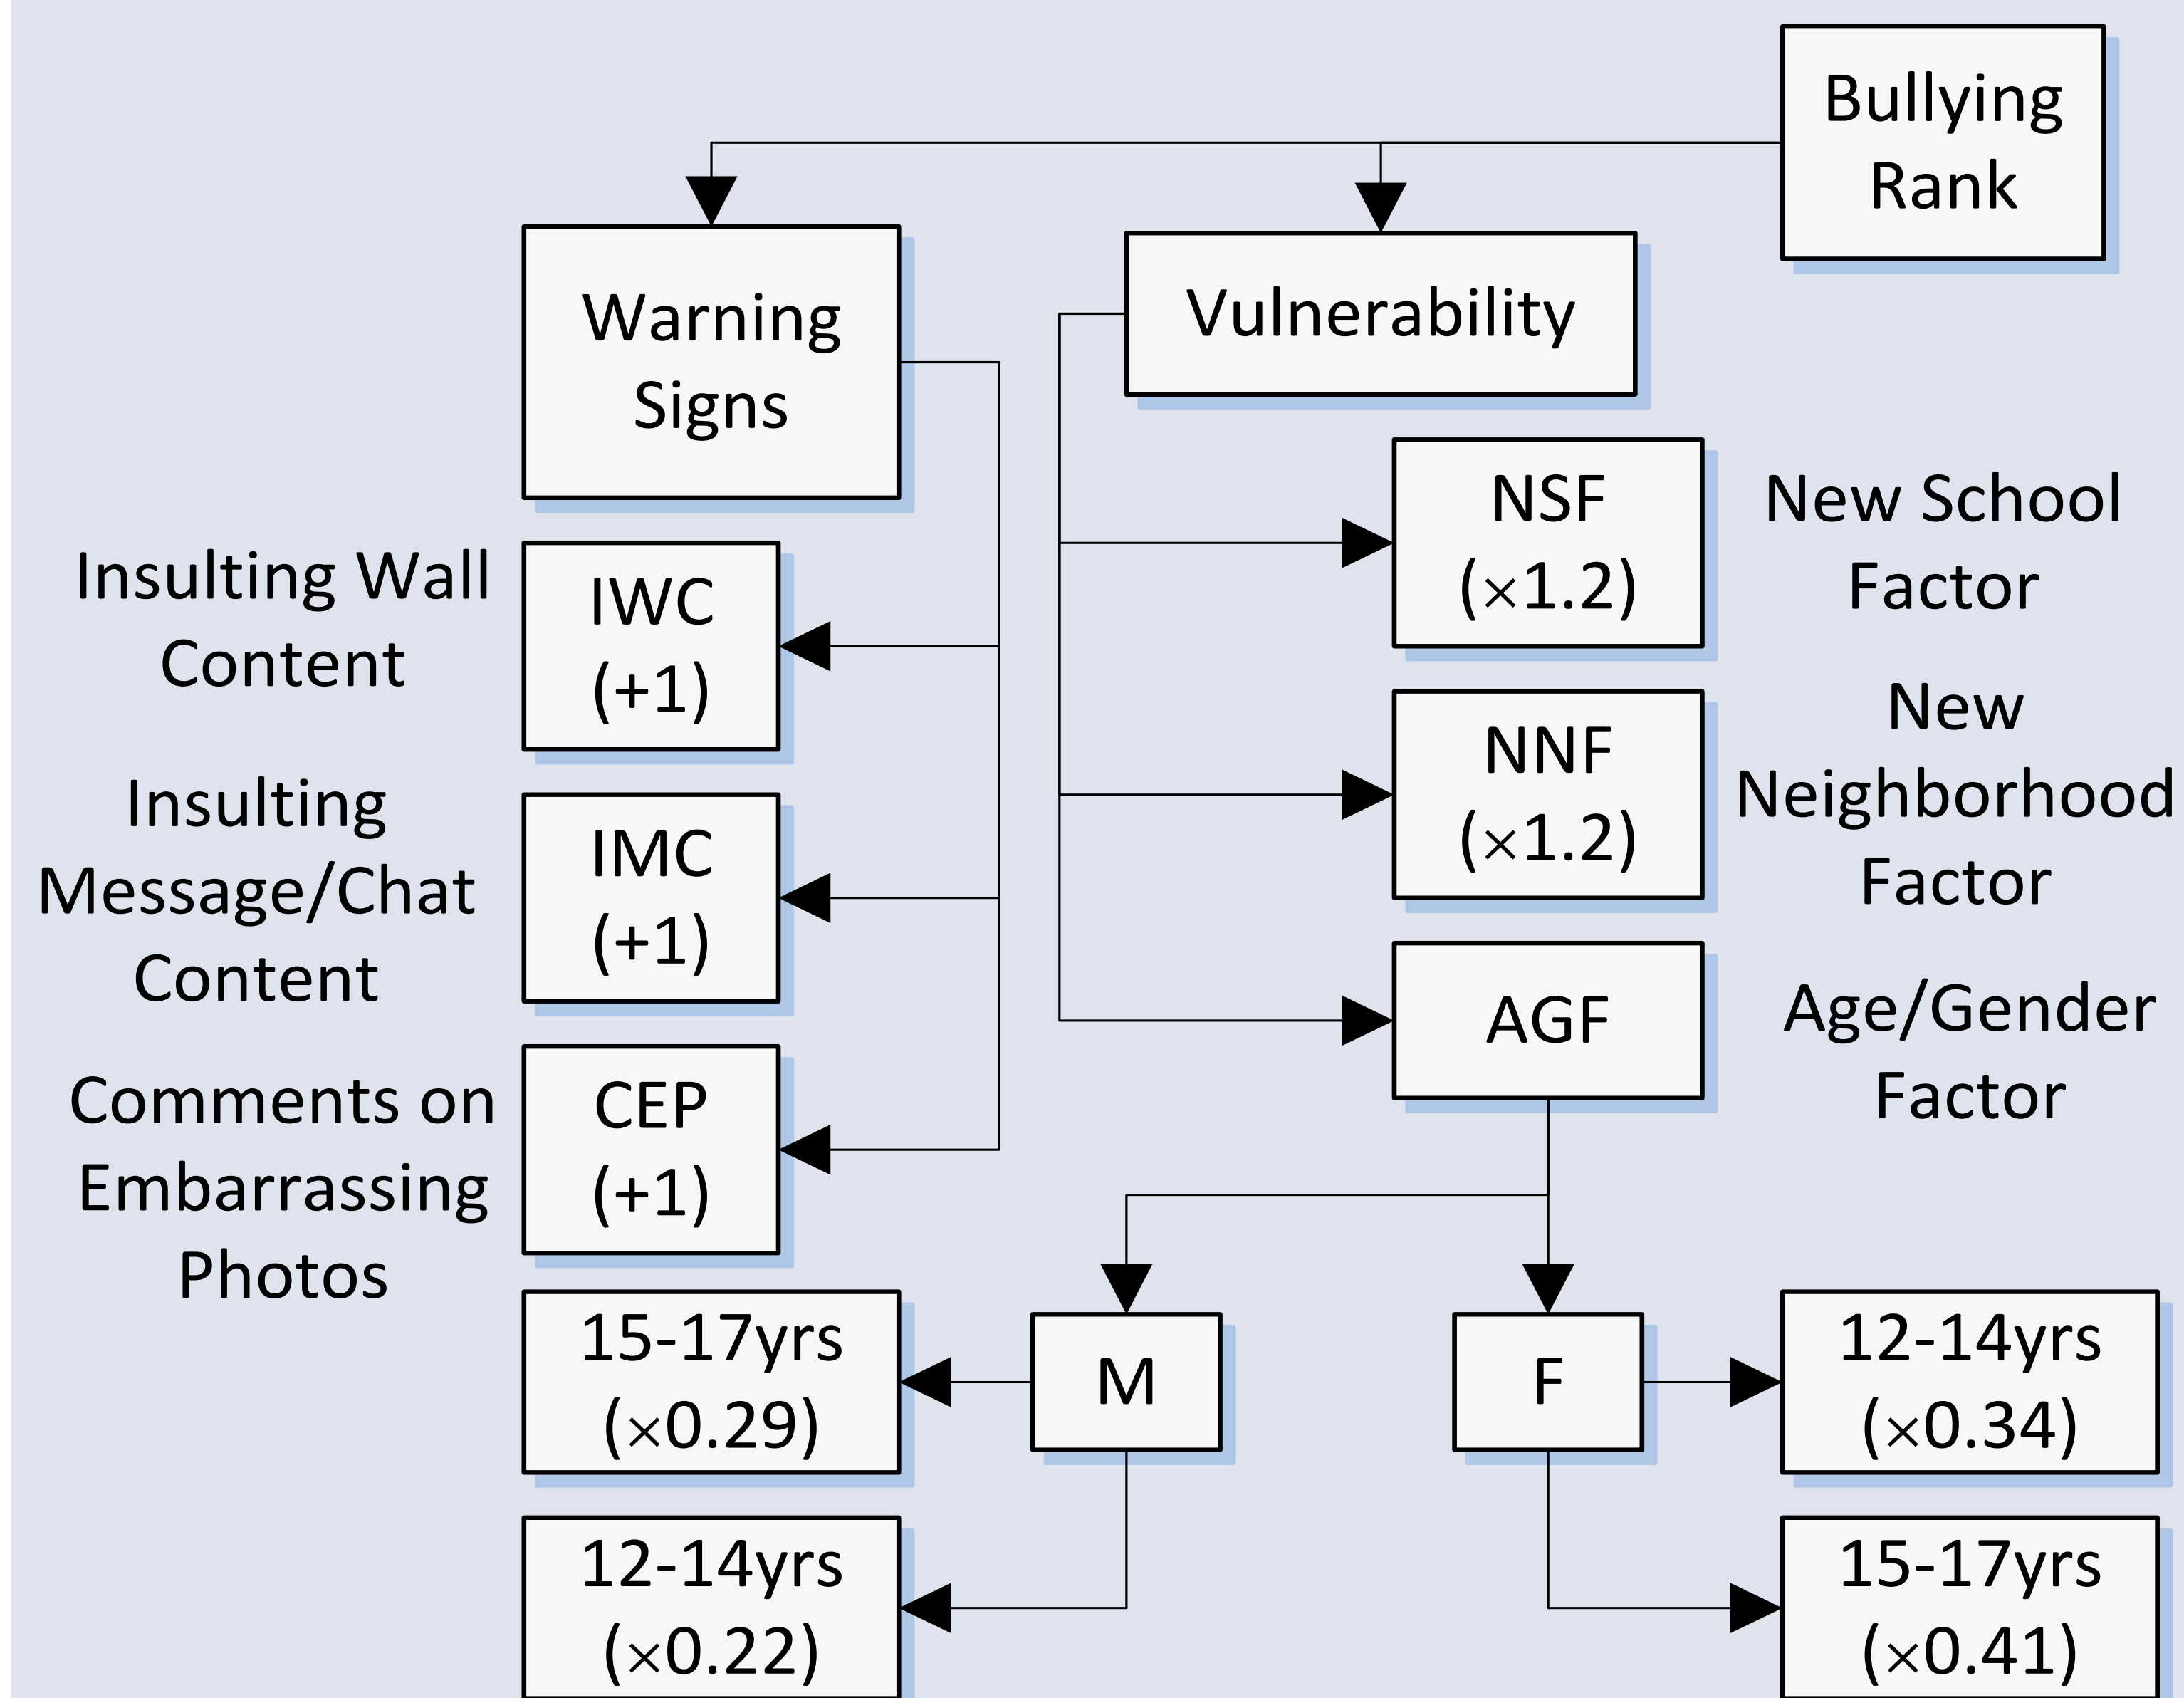 Bullying
Rank
Warning
Signs
Vulnerability
Insulting Wall
Content
IWC
(+1)
Insulting
Message/Chat
Content
IMC
(+1)
Comments on
Embarrassing
Photos
CEP
(+1)
NSF
(×1.2)
New School
Factor
NNF
(×1.2)
New
Neighborhood
Factor
AGF
Age/Gender
Factor
M
15-17yrs
(×0.29)
12-14yrs
(×0.22)
F
12-14yrs
(×0.34)
15-17yrs
(×0.41)